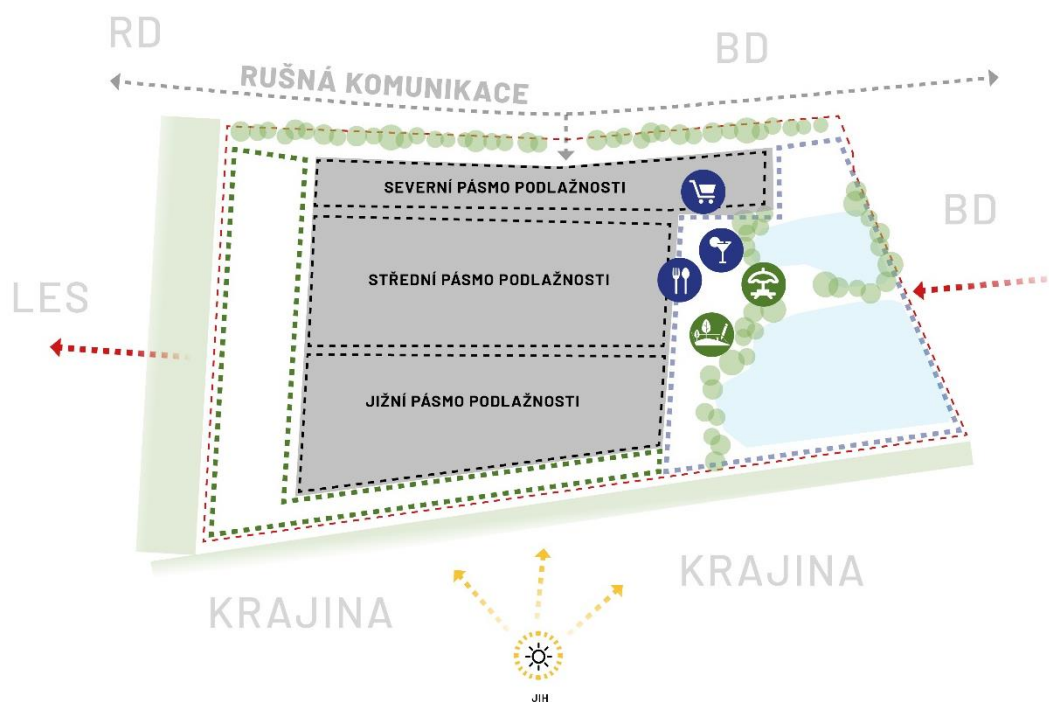 RD
BD
RUŠNÁ KOMUNIKACE
SEVERNÍ PÁSMO PODLAŽNOSTI
BD
STŘEDNÍ PÁSMO PODLAŽNOSTI
LES
JIŽNÍ PÁSMO PODLAŽNOSTI
KRAJINA
KRAJINA
JIH